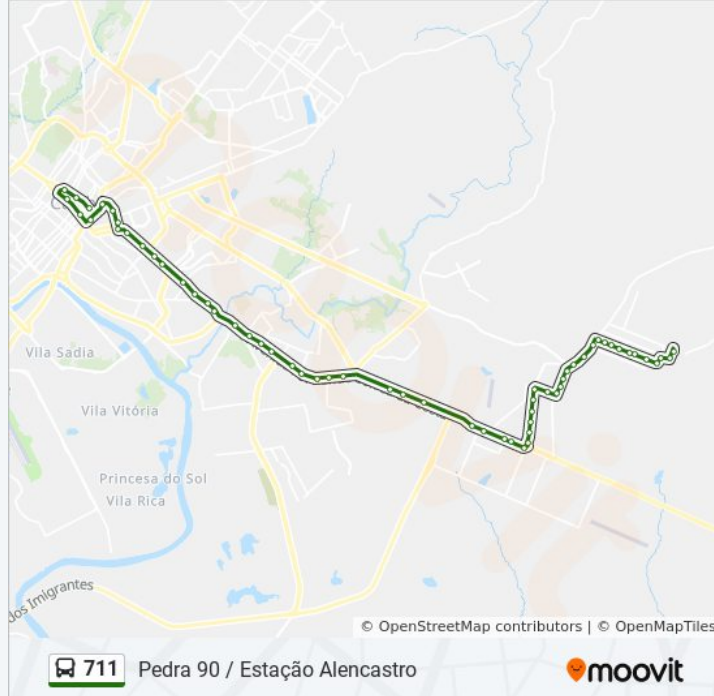 Vila Sadia
Vila Vitória
Princesa do Sol
Vila Rica
dos Imigrantes
© OpenStreetMap contributors | © OpenMapTiles
711 Pedra 90 / Estação Alencastro
moovit